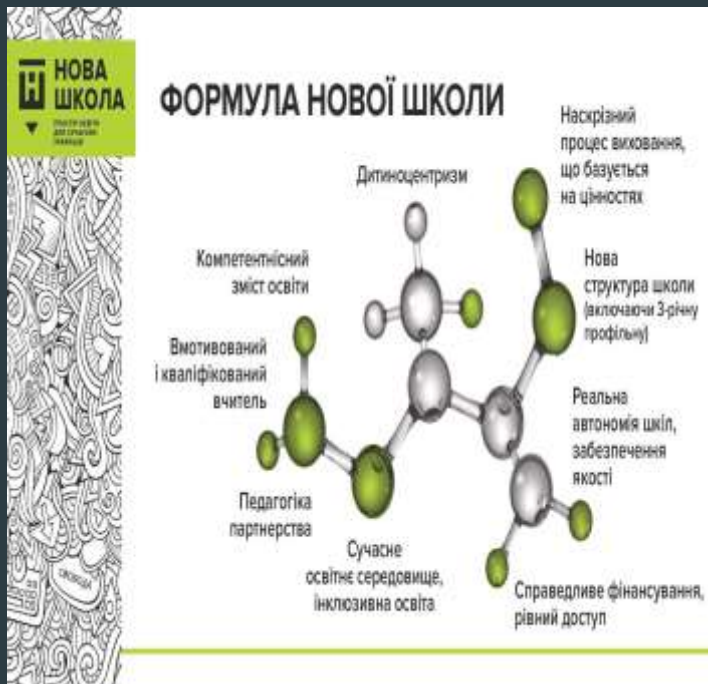 НОВА
ШКОЛА
ФОРМУЛА НОВОЇ ШКОЛИ
Наскрізний
процес виховання,
що базується
на цінностях
Дитиноцентризм
Компетентнісний
зміст освіти
Нова
структура школи
(включаючи 3-річну
профільну)
Вмотивований
і кваліфікований
вчитель
Реальна
автономія шкіл,
забезпечення
якості
Педагогіка
партнерства
Сучасне
освітнє середовище,
інклюзивна освіта
Справедливе фінансування,
рівний доступ